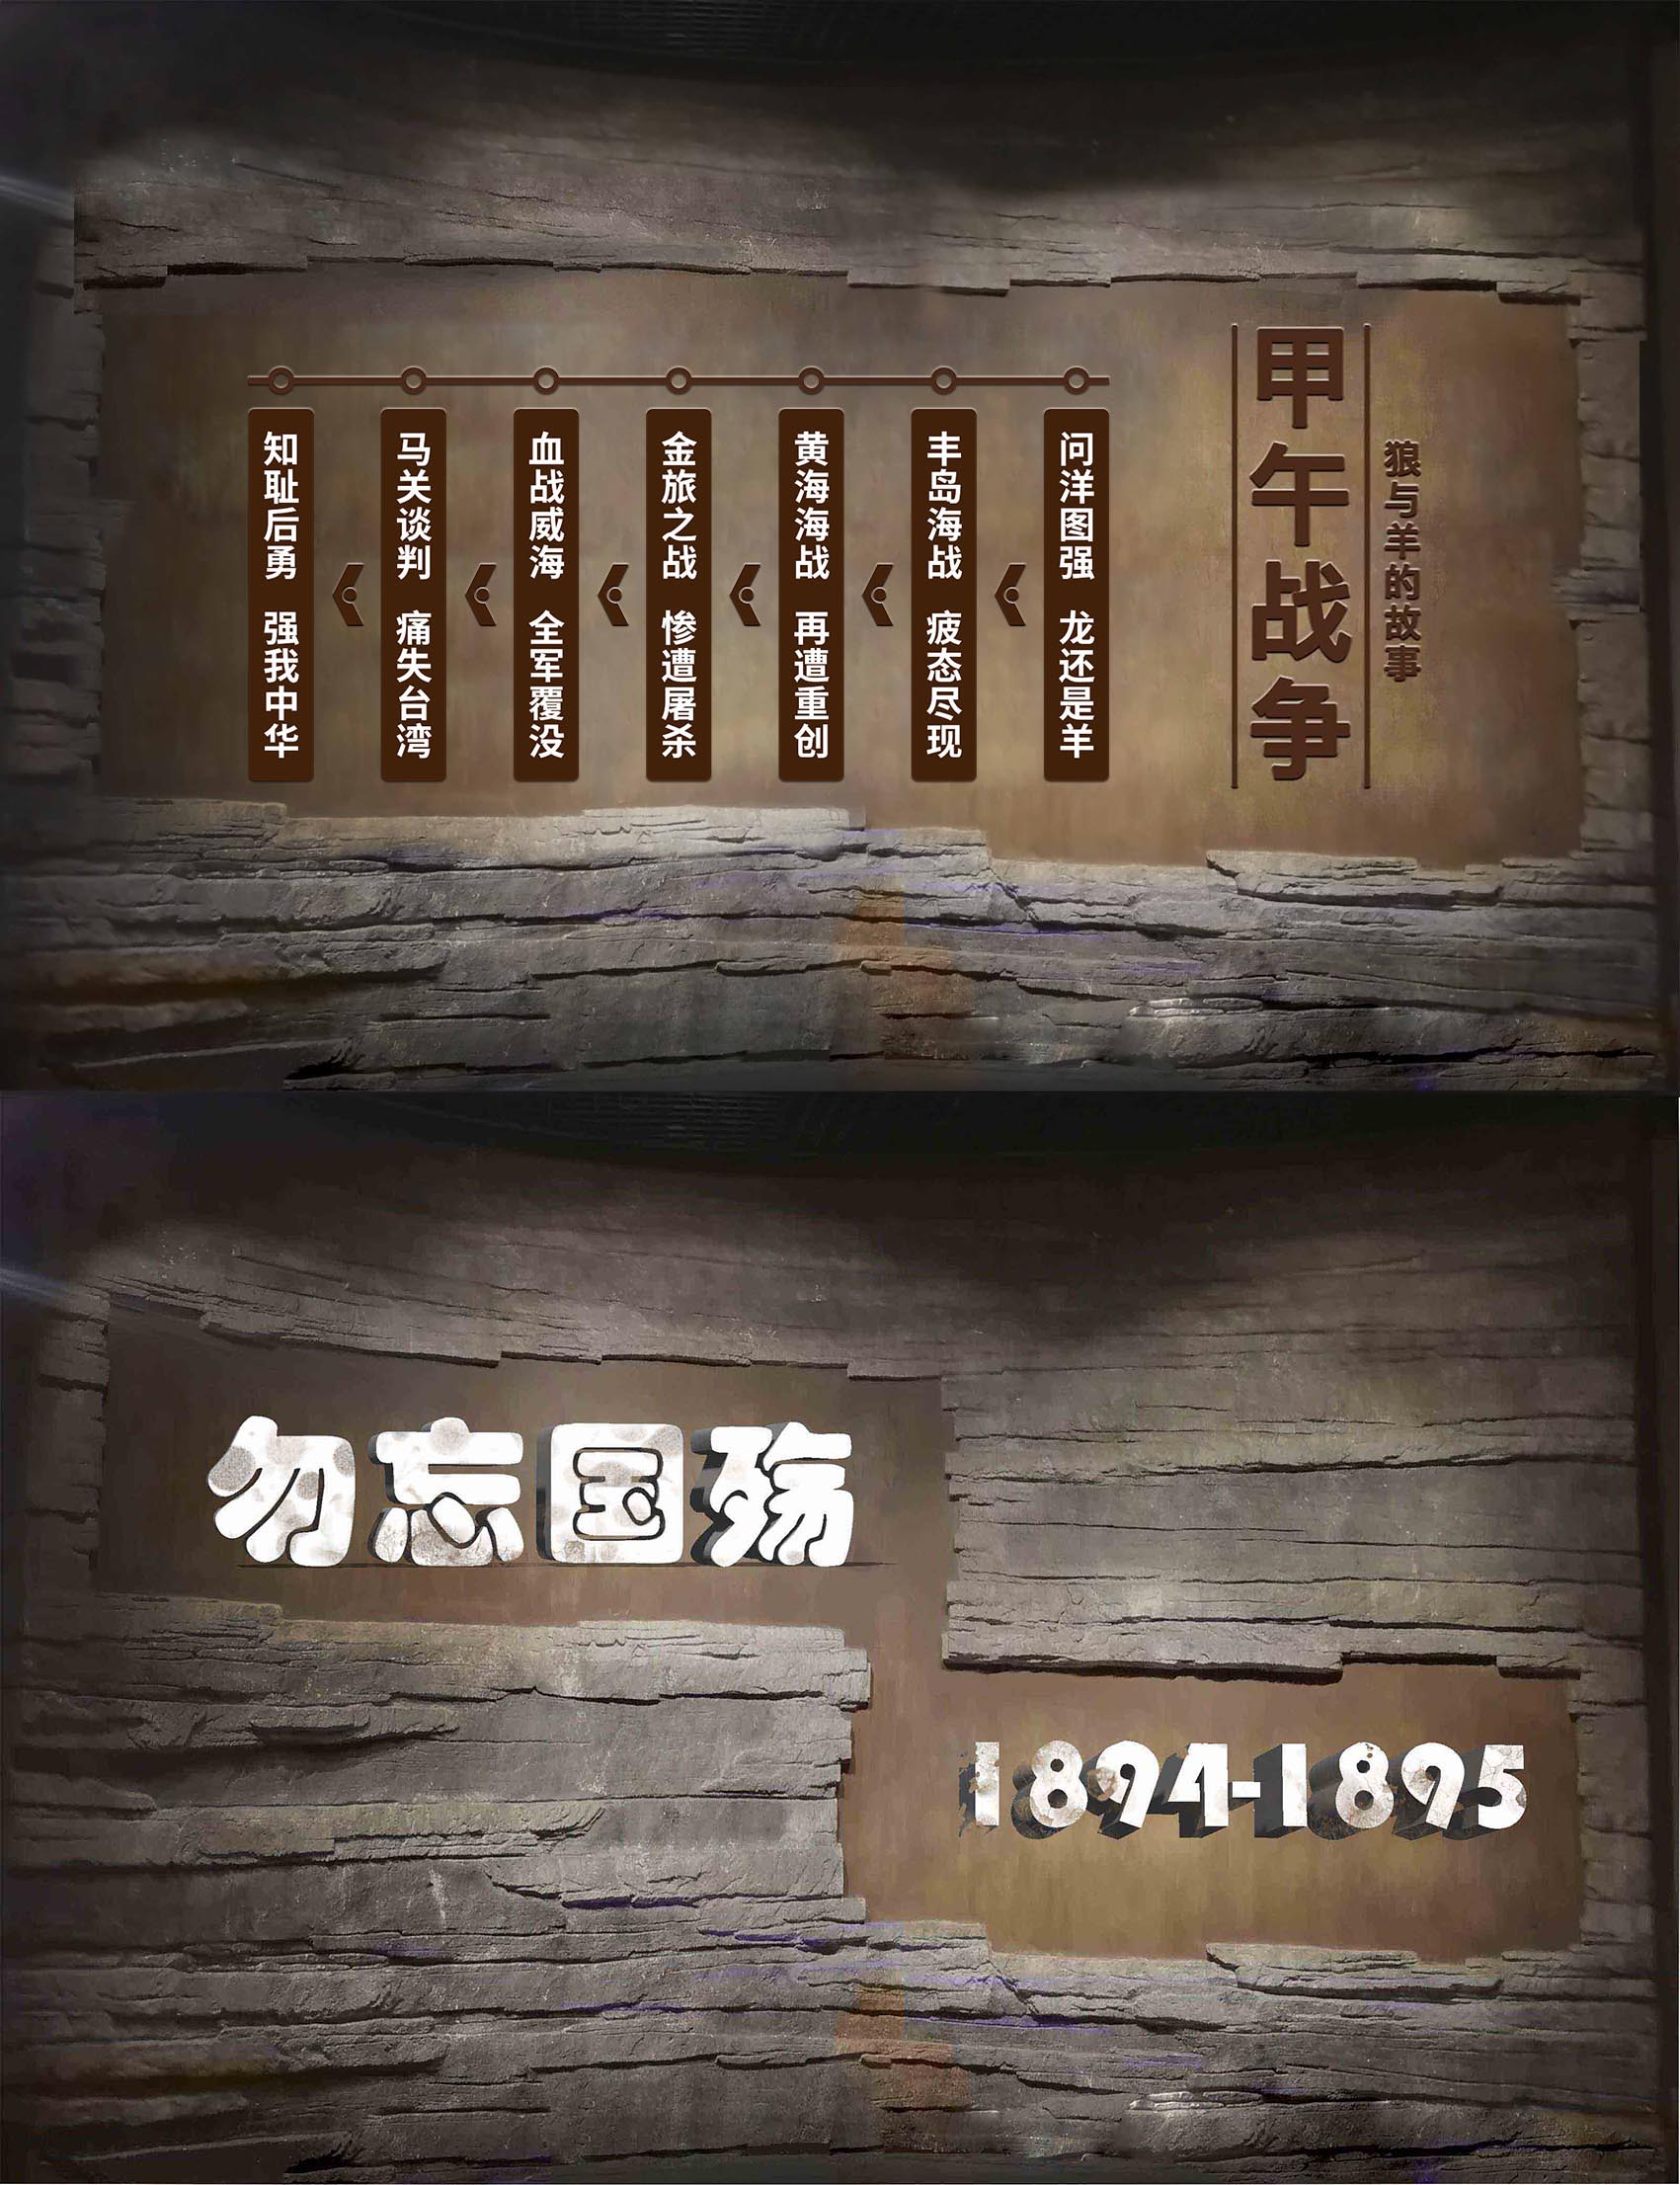 狼与羊的故事
甲午战争
问洋图强 龙还是羊
丰岛海战 疲态尽现
黄海海战 再遭重创
金旅之战 惨遭屠杀
血战威海 全军覆没
马关谈判 痛失台湾
知耻后勇 强我中华
勿忘国殇
1894-1895